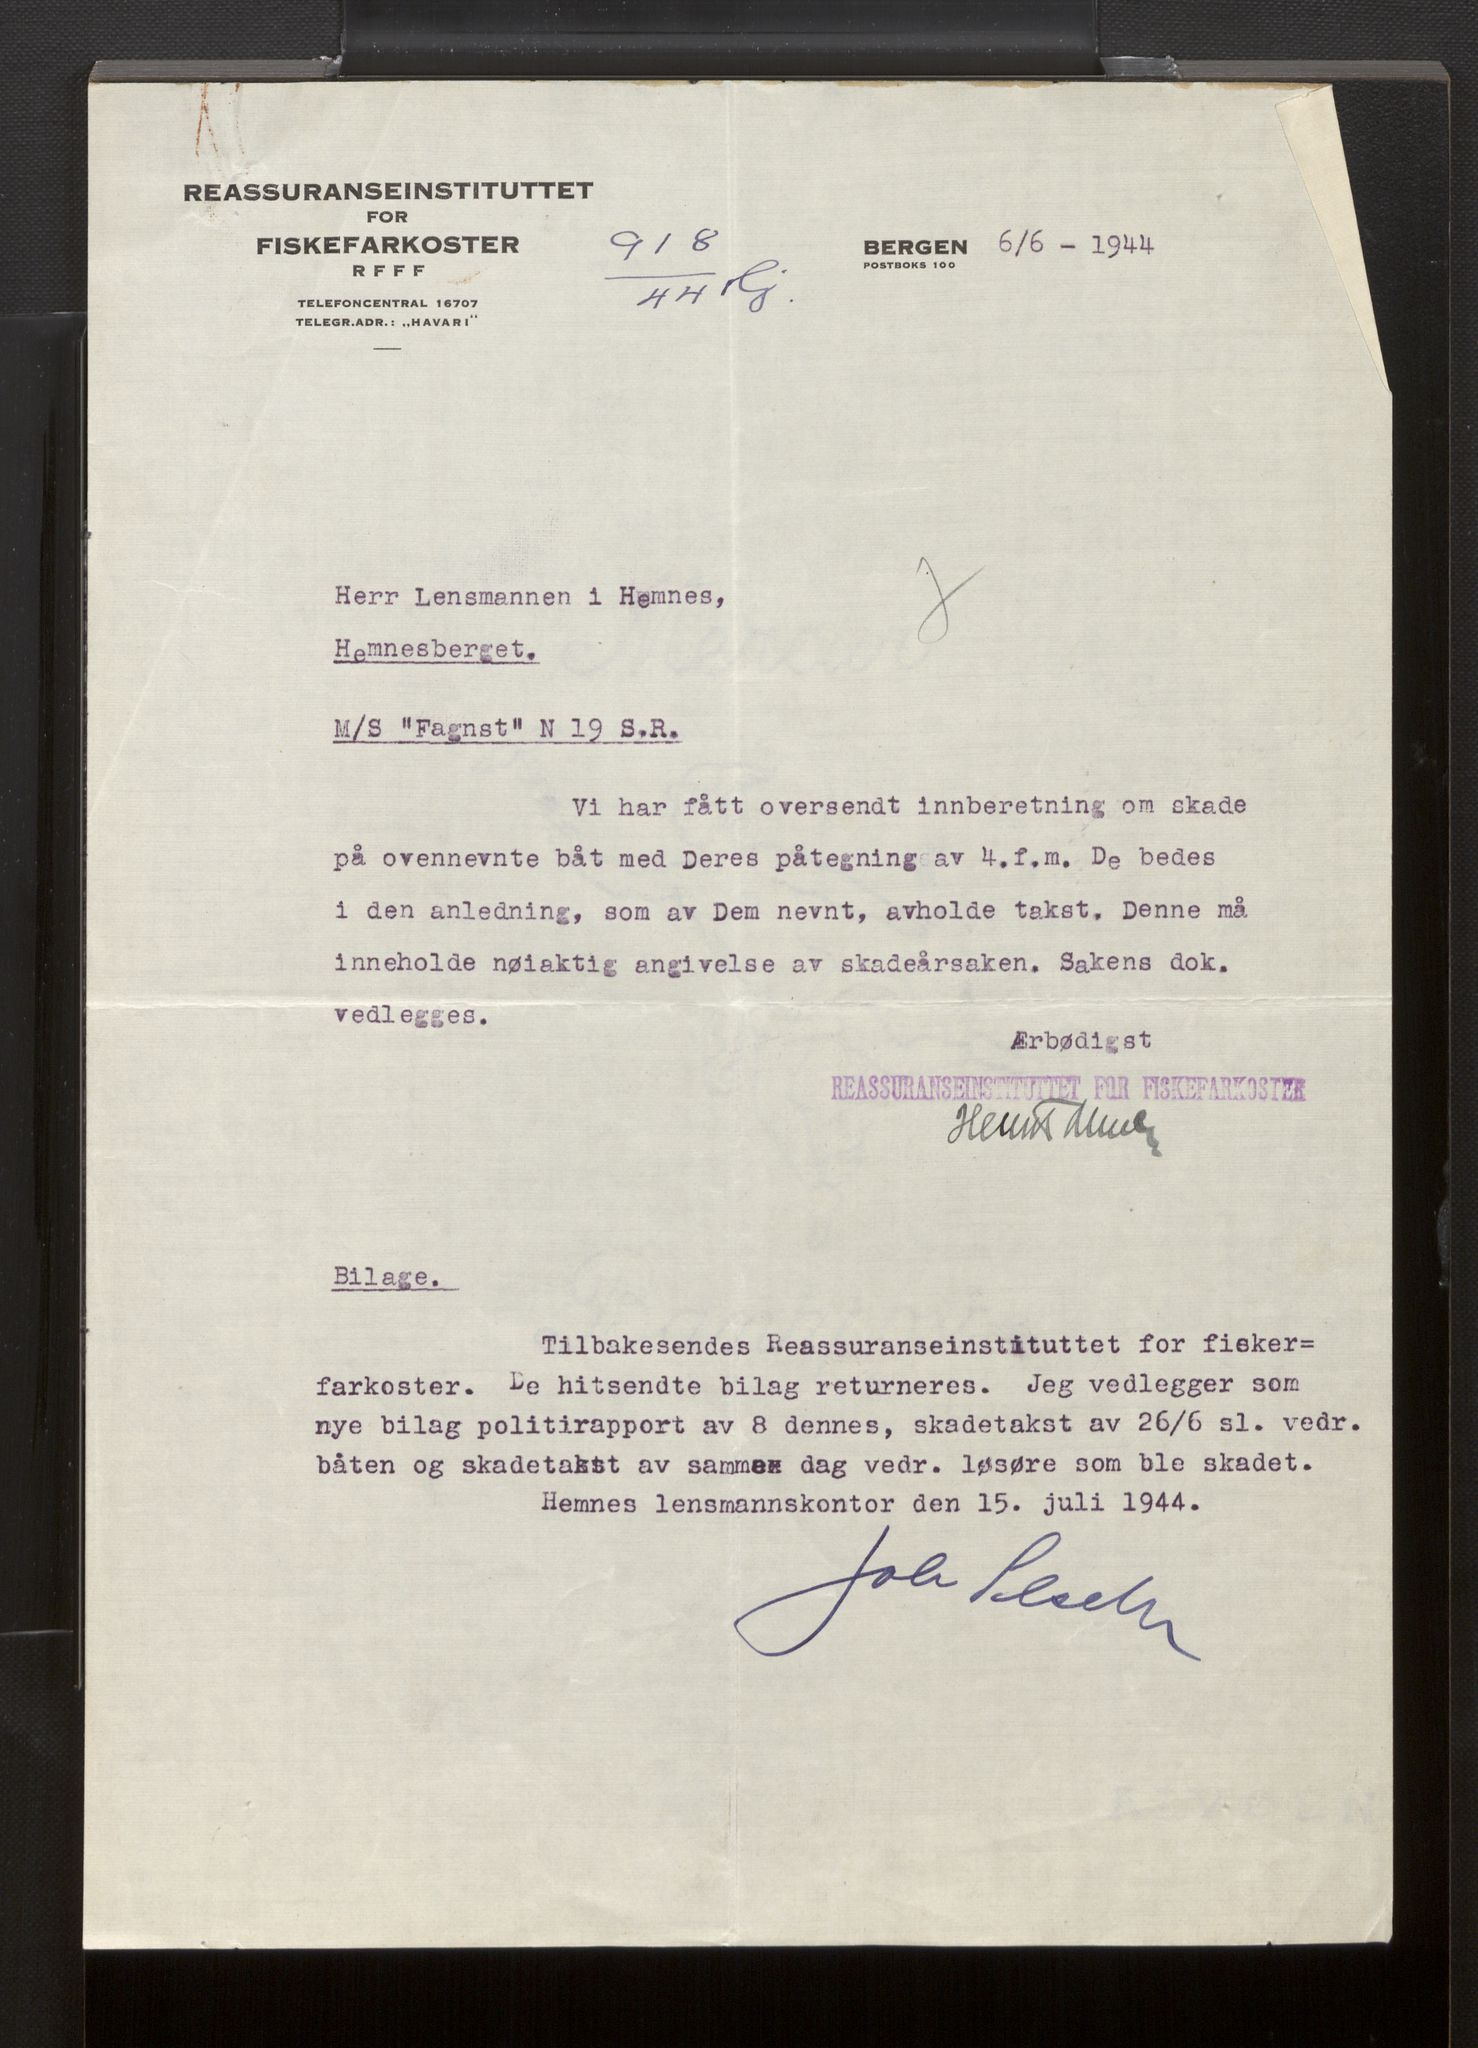 REASSURANSEINSTITUTTET
FOR
FISKEFARKOSTER
RFFF
TELEFONCENTRAL 16707
TELEGR.ADR.: „HAVARI"
918
44
BERGEN 6/6 - 1944
POSTBOKS 100
Herr Lensmannen i Hemnes,
Hemnesberget.
M/S "Fagnst" N 19 S.R.
Vi har fått oversendt innberetning om skade
på ovennevnte båt med Deres påtegning av 4.f.m. De bedes
i den anledning, som av Dem nevnt, avholde takst. Denne må
inneholde nøiaktig angivelse av skadeårsaken. Sakens dok.
vedlegges.
Ærbødigst
REASSURANSEINSTITUTTET FOR FISKEFARKOSTER
Bilage.
Tilbakesendes Reassuranseinstituttet for fisker=
farkoster. De hitsendte bilag returneres. Jeg vedlegger som
nye bilag politirapport av 8 dennes, skadetakst av 26/6 sl. vedr.
båten og skadetakst av samme dag vedr. løsøre som ble skadet.
Hemnes lensmannskontor den 15. juli 1944.